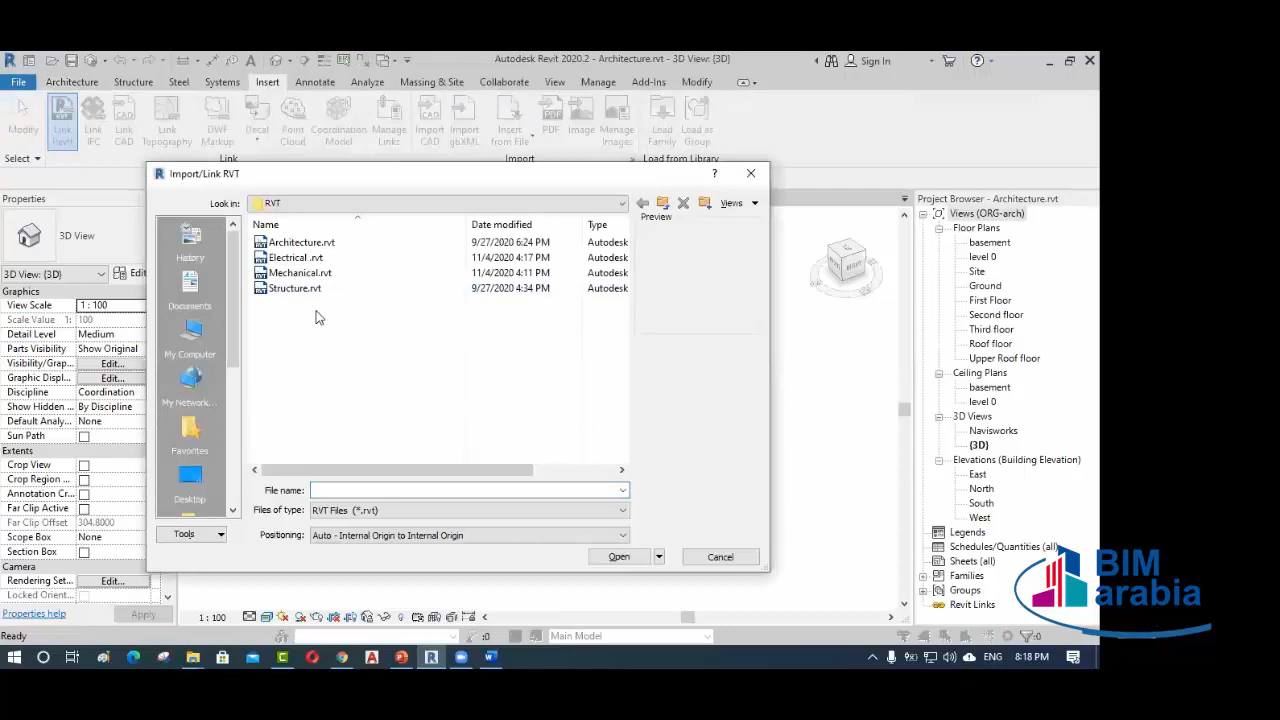 Autodesk Revit 2020.2 - Architecture.rvt - 3D View: {3D}
Sign In
File Architecture Structure Steel Systems Insert Annotate Analyze Massing & Site Collaborate View Manage Add-Ins Modify
Modify
Link Revit
Link IFC
Link CAD
Link Topography
DWF Markup
Decal
Point Cloud
Coordination Model
Manage Links
Import CAD
Import gbXML
Insert from File
PDF
Image
Manage Images
Load Family
Load as Group
Select
Link
Import
Load from Library
Import/Link RVT
Look in: RVT
Views
Name Date modified Type
Architecture.rvt 9/27/2020 6:24 PM Autodesk
Electrical .rvt 11/4/2020 4:17 PM Autodesk
Mechanical.rvt 11/4/2020 4:11 PM Autodesk
Structure.rvt 9/27/2020 4:34 PM Autodesk
Preview
History
Documents
My Computer
My Network...
Favorites
Desktop
File name:
Files of type: RVT Files (*.rvt)
Tools
Positioning: Auto - Internal Origin to Internal Origin
Open
Cancel
Properties
3D View
3D View: {3D} Edit
Graphics
View Scale 1 : 100
Scale Value 1: 100
Detail Level Medium
Parts Visibility Show Original
Visibility/Grap... Edit...
Graphic Displ... Edit...
Discipline Coordination
Show Hidden ... By Discipline
Default Analy... None
Sun Path
Extents
Crop View
Crop Region ...
Annotation Cr...
Far Clip Active
Far Clip Offset 304.8000
Scope Box None
Section Box
Camera
Rendering Set... Edit...
Locked Orient...
Properties help
Apply
Project Browser - Architecture.rvt
Views (ORG-arch)
Floor Plans
basement
level 0
Site
Ground
First Floor
Second floor
Third floor
Roof floor
Upper Roof floor
Ceiling Plans
basement
level 0
3D Views
Navisworks
{3D}
Elevations (Building Elevation)
East
North
South
West
Legends
Schedules/Quantities (all)
Sheets (all)
Families
Groups
Revit Links
BIM
arabia
1 : 100
Ready
:0
Main Model
:0
ENG
8:18 PM